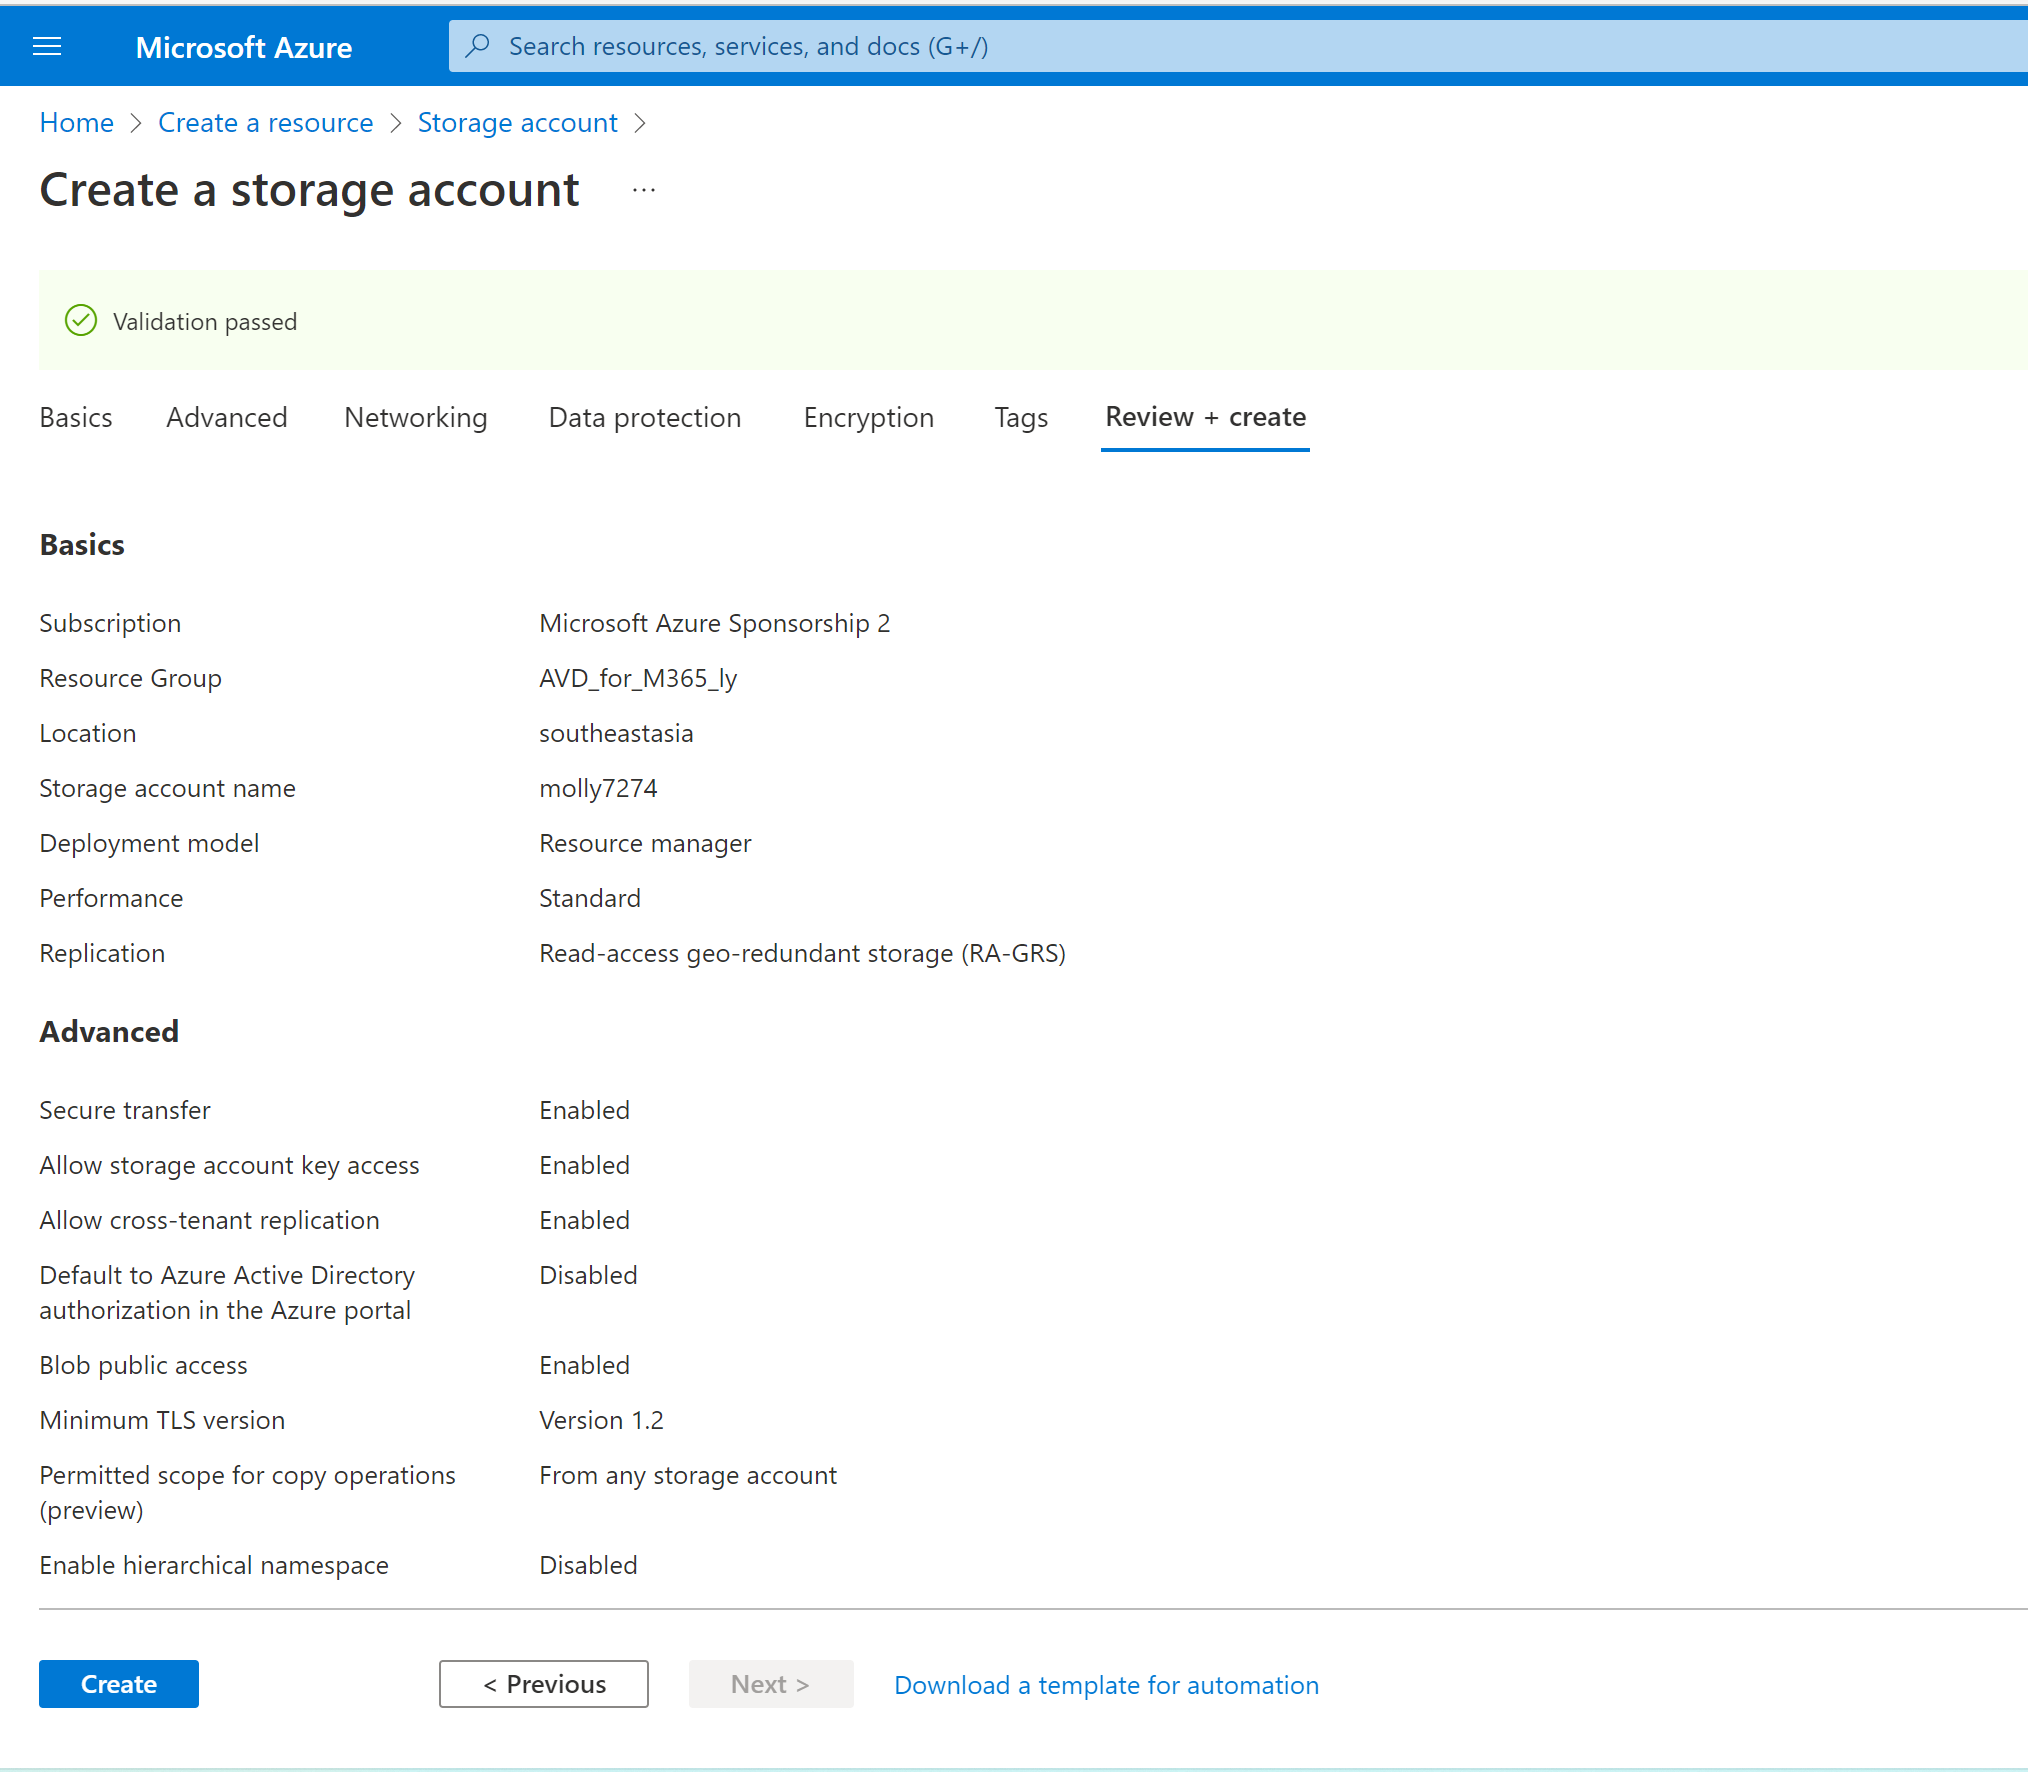 Microsoft Azure
Search resources, services, and docs (G+/)
Home > Create a resource > Storage account >
Create a storage account ...
Validation passed
Basics Advanced Networking Data protection Encryption Tags Review + create
Basics
Subscription Microsoft Azure Sponsorship 2
Resource Group AVD_for_M365_ly
Location southeastasia
Storage account name molly7274
Deployment model Resource manager
Performance Standard
Replication Read-access geo-redundant storage (RA-GRS)
Advanced
Secure transfer Enabled
Allow storage account key access Enabled
Allow cross-tenant replication Enabled
Default to Azure Active Directory Disabled
authorization in the Azure portal
Blob public access Enabled
Minimum TLS version Version 1.2
Permitted scope for copy operations From any storage account
(preview)
Enable hierarchical namespace Disabled
Create < Previous Next > Download a template for automation